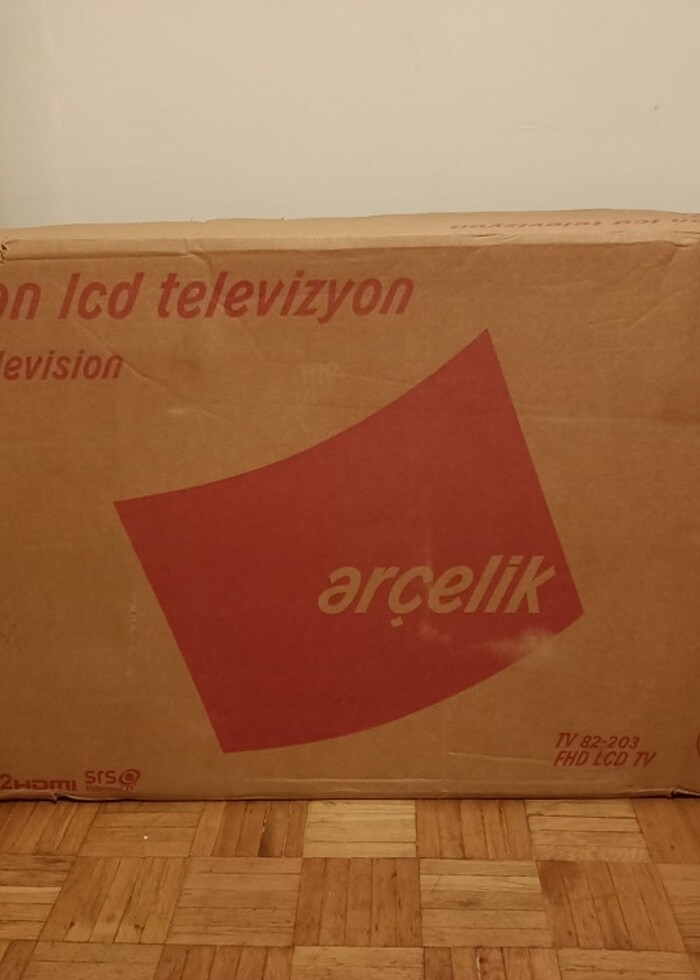 on lcd televizyon
levision
arçelik
TV 82-203
FHD LCD TV
2HDMI SRS